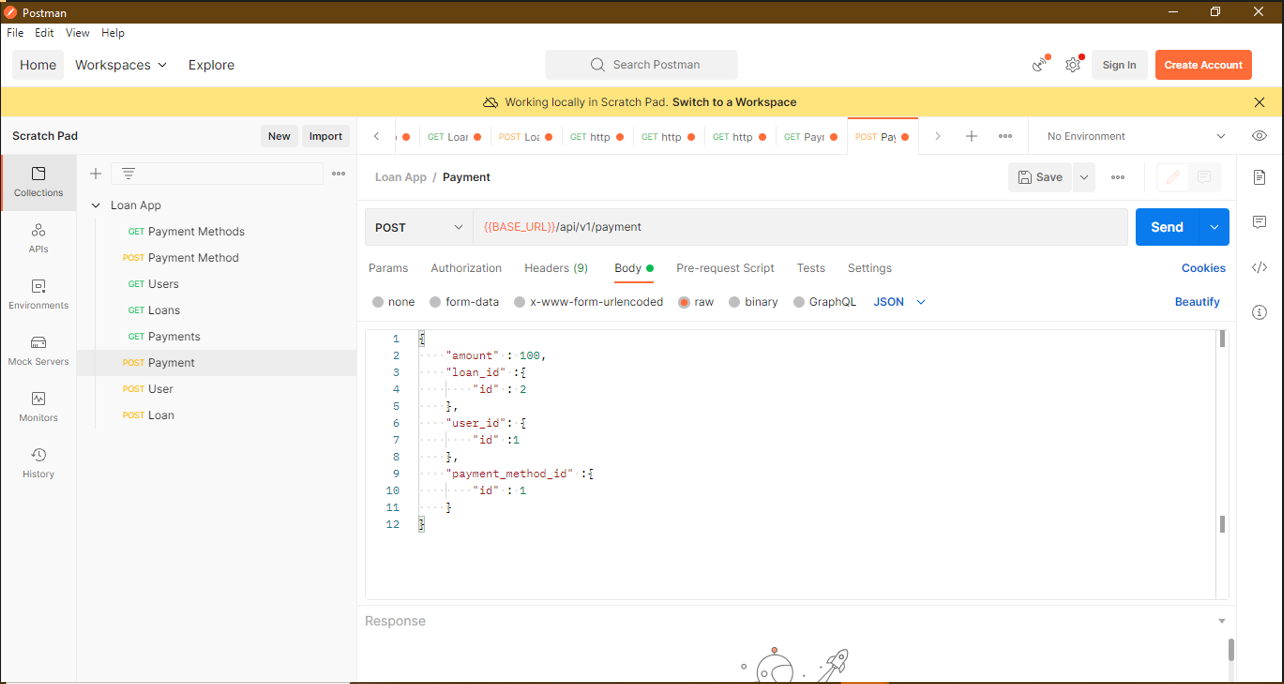 Postman
File Edit View Help
Home Workspaces Explore Search Postman Sign In Create Account
Working locally in Scratch Pad. Switch to a Workspace
Scratch Pad New Import
GET Loar POST Loa GET http GET http GET http GET Payr POST Pay No Environment
Collections
APIs
Environments
Mock Servers
Monitors
History
Loan App
GET Payment Methods
POST Payment Method
GET Users
GET Loans
GET Payments
POST Payment
POST User
POST Loan
Loan App / Payment Save
POST {{BASE_URL}}/api/v1/payment Send
Params Authorization Headers (9) Body Pre-request Script Tests Settings Cookies
none form-data x-www-form-urlencoded raw binary GraphQL JSON Beautify
1 {
2 "amount" : 100,
3 "loan_id" :{
4 "id" : 2
5 },
6 "user_id": {
7 "id" :1
8 },
9 "payment_method_id" :{
10 "id" : 1
11 }
12 }
Response